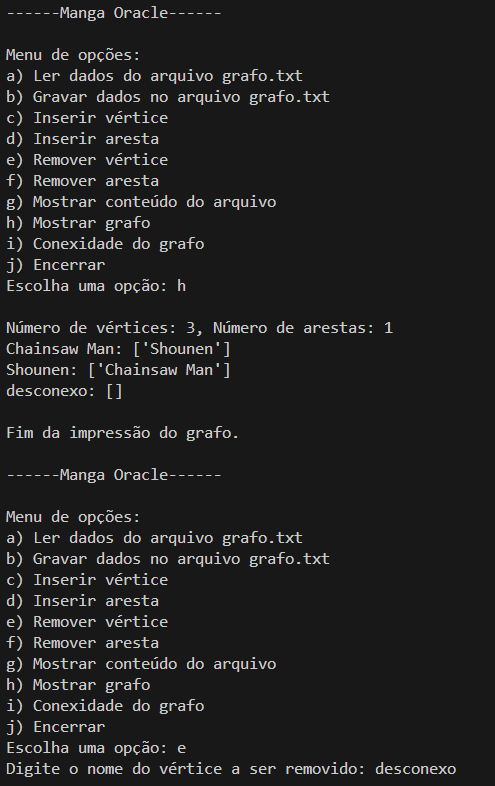 ------Manga Oracle------
Menu de opções:
a) Ler dados do arquivo grafo.txt
b) Gravar dados no arquivo grafo.txt
c) Inserir vértice
d) Inserir aresta
e) Remover vértice
f) Remover aresta
g) Mostrar conteúdo do arquivo
h) Mostrar grafo
i) Conexidade do grafo
j) Encerrar
Escolha uma opção: h
Número de vértices: 3, Número de arestas: 1
Chainsaw Man: ['Shounen']
Shounen: ['Chainsaw Man']
desconexo: []
Fim da impressão do grafo.
------Manga Oracle------
Menu de opções:
a) Ler dados do arquivo grafo.txt
b) Gravar dados no arquivo grafo.txt
c) Inserir vértice
d) Inserir aresta
e) Remover vértice
f) Remover aresta
g) Mostrar conteúdo do arquivo
h) Mostrar grafo
i) Conexidade do grafo
j) Encerrar
Escolha uma opção: e
Digite o nome do vértice a ser removido: desconexo